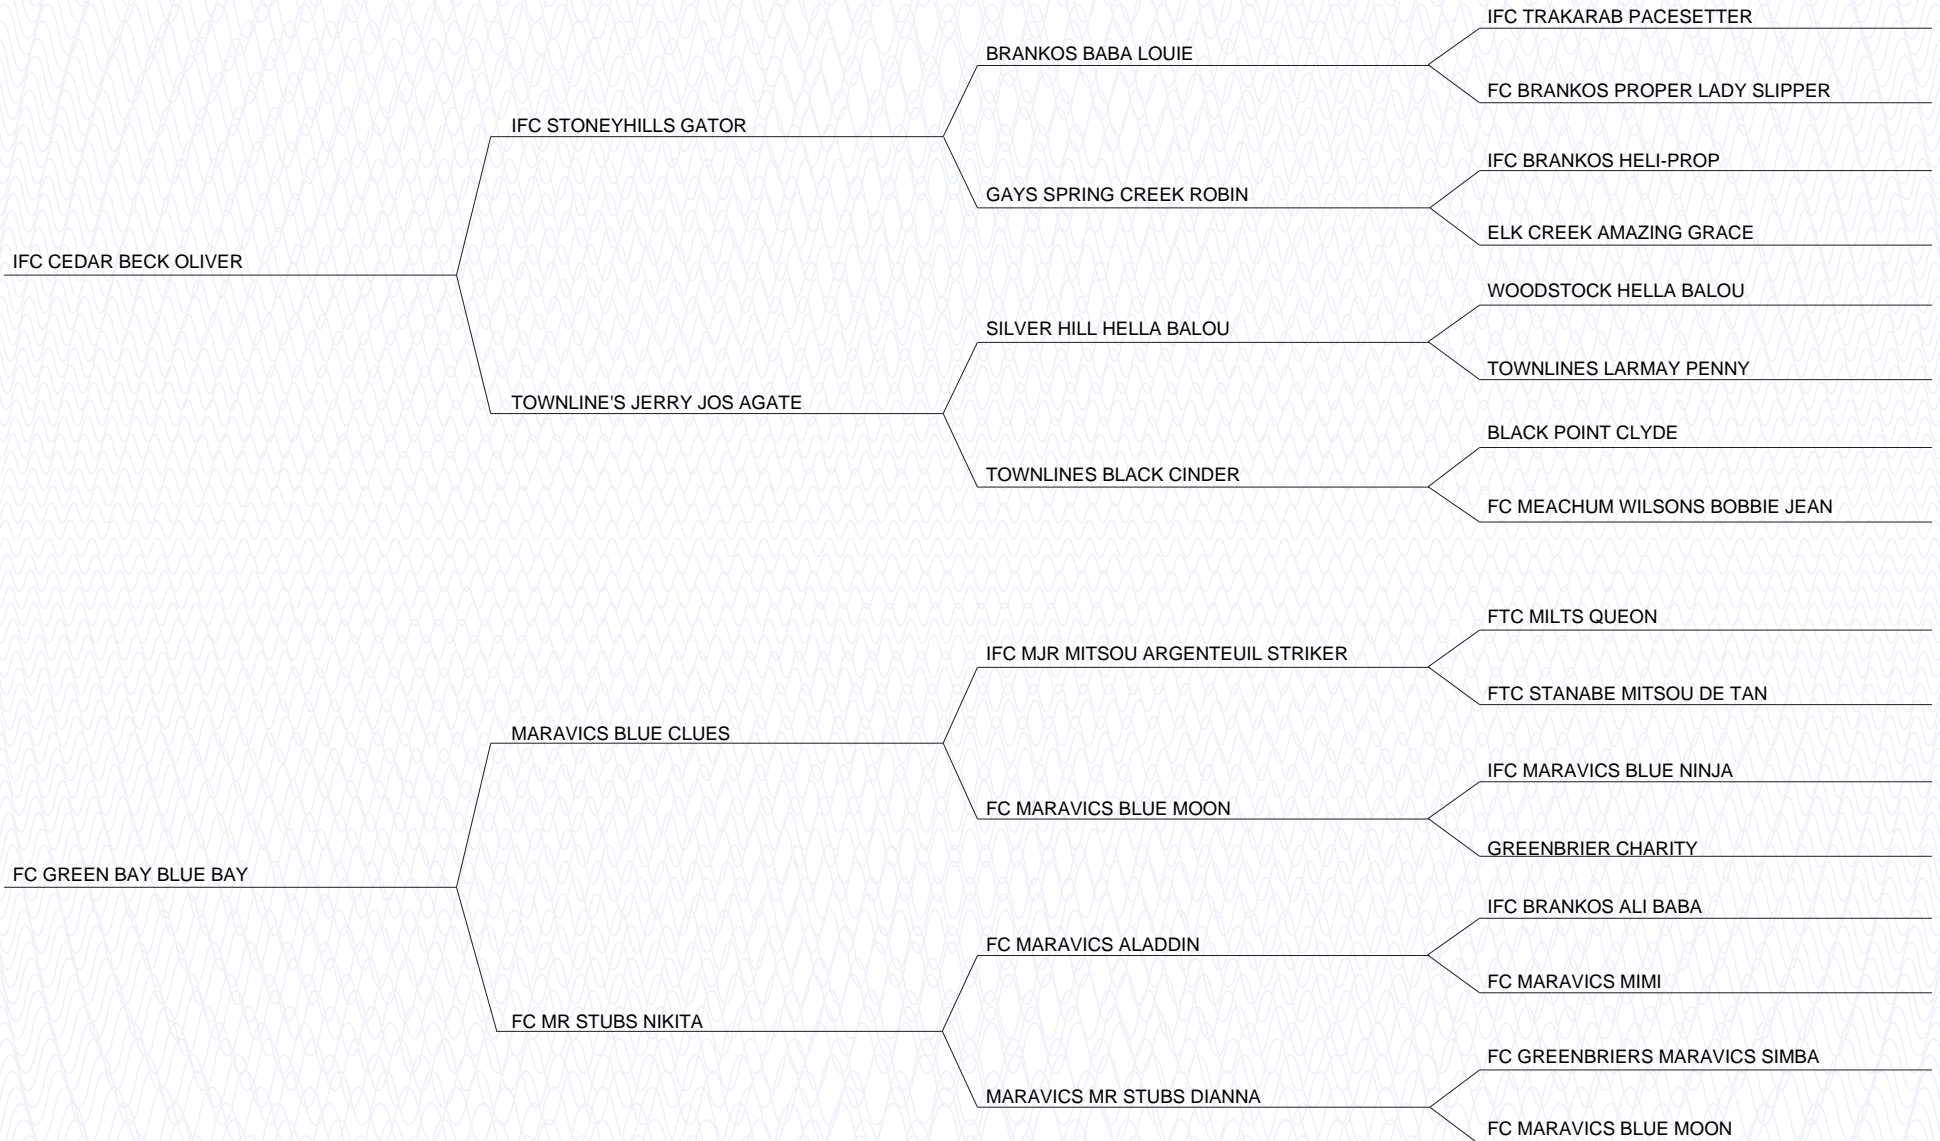 IFC TRAKARAB PACESETTER
BRANKOS BABA LOUIE
FC BRANKOS PROPER LADY SLIPPER
IFC STONEYHILLS GATOR
IFC BRANKOS HELI-PROP
GAYS SPRING CREEK ROBIN
ELK CREEK AMAZING GRACE
IFC CEDAR BECK OLIVER
WOODSTOCK HELLA BALOU
SILVER HILL HELLA BALOU
TOWNLINES LARMAY PENNY
TOWNLINE'S JERRY JOS AGATE
BLACK POINT CLYDE
TOWNLINES BLACK CINDER
FC MEACHUM WILSONS BOBBIE JEAN
FTC MILTS QUEON
IFC MJR MITSOU ARGENTEUIL STRIKER
FTC STANABE MITSOU DE TAN
MARAVICS BLUE CLUES
IFC MARAVICS BLUE NINJA
FC MARAVICS BLUE MOON
GREENBRIER CHARITY
FC GREEN BAY BLUE BAY
IFC BRANKOS ALI BABA
FC MARAVICS ALADDIN
FC MARAVICS MIMI
FC MR STUBS NIKITA
FC GREENBRIERS MARAVICS SIMBA
MARAVICS MR STUBS DIANNA
FC MARAVICS BLUE MOON